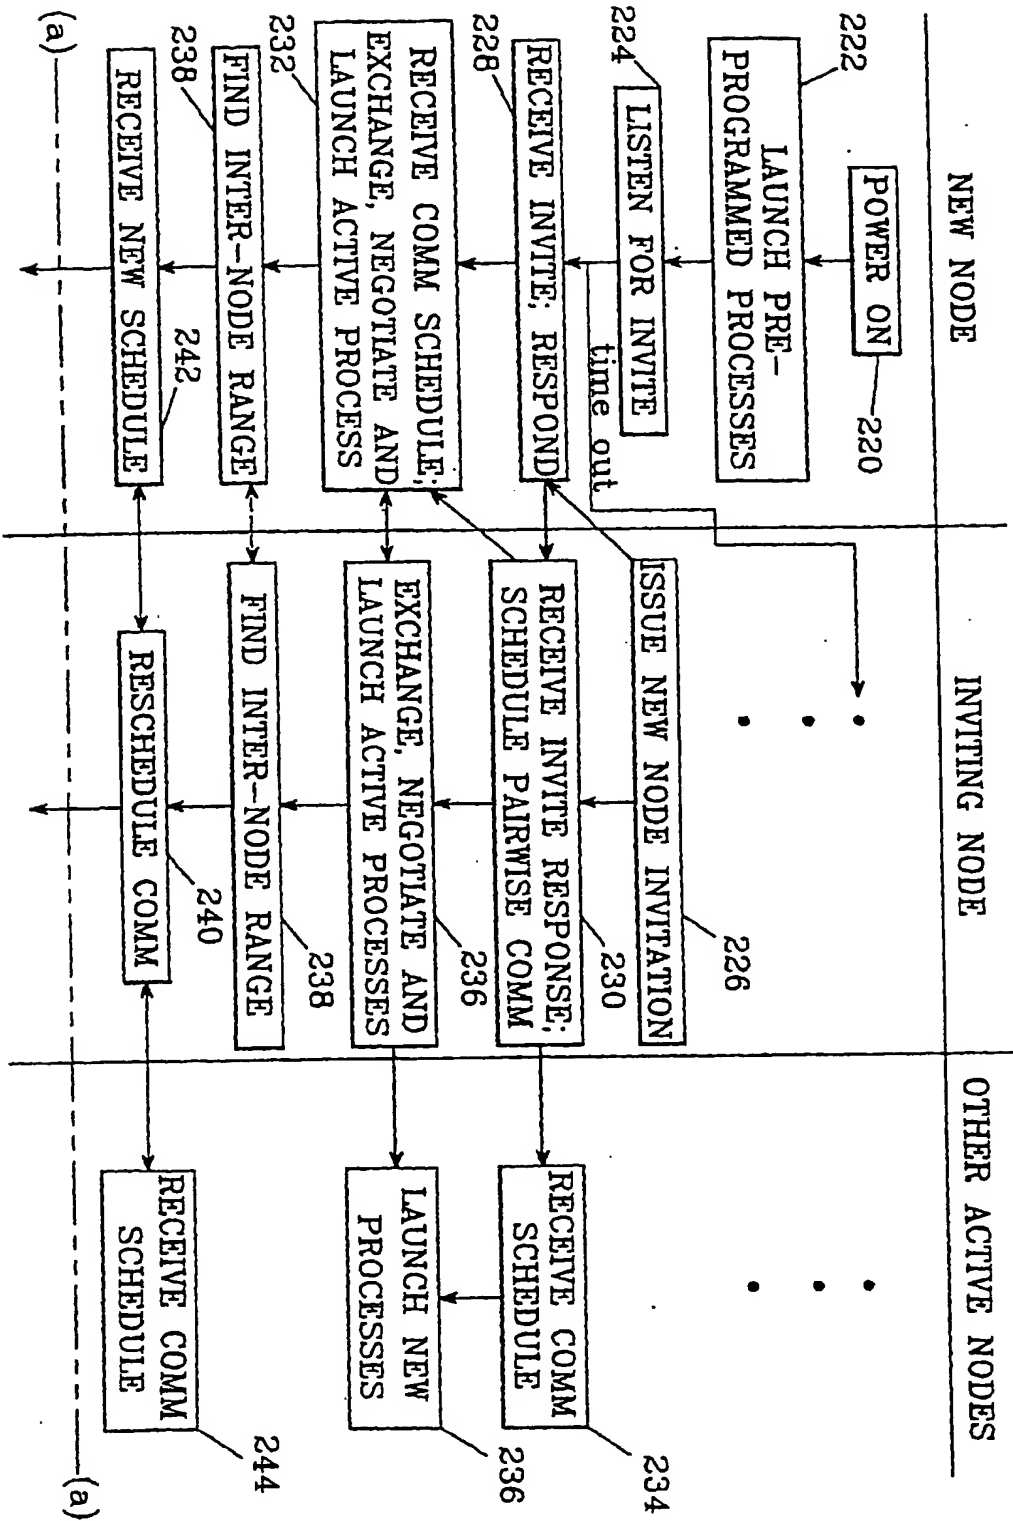 NEW NODE
INVITING NODE
OTHER ACTIVE NODES
POWER ON
220
222
LAUNCH PRE-
PROGRAMMED PROCESSES
224
LISTEN FOR INVITE
time out
ISSUE NEW NODE INVITATION
226
228
RECEIVE INVITE; RESPOND
RECEIVE INVITE RESPONSE;
SCHEDULE PAIRWISE COMM
230
RECEIVE COMM
SCHEDULE
234
232
RECEIVE COMM SCHEDULE;
EXCHANGE, NEGOTIATE AND
LAUNCH ACTIVE PROCESS
EXCHANGE, NEGOTIATE AND
LAUNCH ACTIVE PROCESSES
236
LAUNCH NEW
PROCESSES
236
238
FIND INTER-NODE RANGE
FIND INTER-NODE RANGE
238
RECEIVE NEW SCHEDULE
242
RESCHEDULE COMM
240
RECEIVE COMM
SCHEDULE
244
(a)
(a)